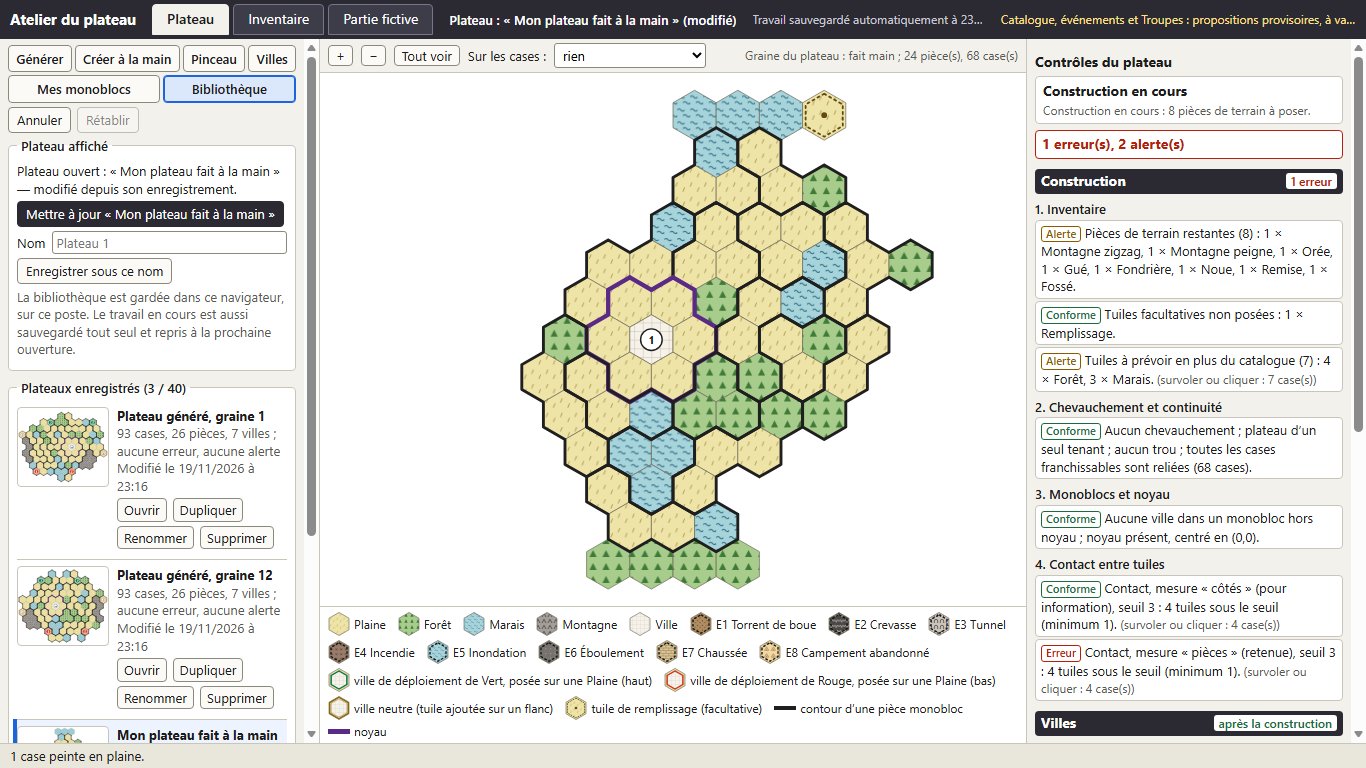 Atelier du plateau
Plateau
Inventaire
Partie fictive
Plateau : « Mon plateau fait à la main » (modifié)
Travail sauvegardé automatiquement à 23...
Catalogue, événements et Troupes : propositions provisoires, à va...
Générer
Créer à la main
Pinceau
Villes
Mes monoblocs
Bibliothèque
Annuler
Rétablir
Plateau affiché
Plateau ouvert : « Mon plateau fait à la main »
— modifié depuis son enregistrement.
Mettre à jour « Mon plateau fait à la main »
Nom
Plateau 1
Enregistrer sous ce nom
La bibliothèque est gardée dans ce navigateur,
sur ce poste. Le travail en cours est aussi
sauvegardé tout seul et repris à la prochaine
ouverture.
Plateaux enregistrés (3 / 40)
Plateau généré, graine 1
93 cases, 26 pièces, 7 villes ;
aucune erreur, aucune alerte
Modifié le 19/11/2026 à
23:16
Ouvrir
Dupliquer
Renommer
Supprimer
Plateau généré, graine 12
93 cases, 26 pièces, 7 villes ;
aucune erreur, aucune alerte
Modifié le 19/11/2026 à
23:16
Ouvrir
Dupliquer
Renommer
Supprimer
Mon plateau fait à la main
+
−
Tout voir
Sur les cases :
rien
Graine du plateau : fait main ; 24 pièce(s), 68 case(s)
1
Plaine
Forêt
Marais
Montagne
Ville
E1 Torrent de boue
E2 Crevasse
E3 Tunnel
E4 Incendie
E5 Inondation
E6 Éboulement
E7 Chaussée
E8 Campement abandonné
ville de déploiement de Vert, posée sur une Plaine (haut)
ville de déploiement de Rouge, posée sur une Plaine (bas)
ville neutre (tuile ajoutée sur un flanc)
tuile de remplissage (facultative)
contour d'une pièce monobloc
noyau
Contrôles du plateau
Construction en cours
Construction en cours : 8 pièces de terrain à poser.
1 erreur(s), 2 alerte(s)
Construction
1 erreur
1. Inventaire
Alerte Pièces de terrain restantes (8) : 1 ×
Montagne zigzag, 1 × Montagne peigne, 1 × Orée,
1 × Gué, 1 × Fondrière, 1 × Noue, 1 × Remise, 1 ×
Fossé.
Conforme Tuiles facultatives non posées : 1 ×
Remplissage.
Alerte Tuiles à prévoir en plus du catalogue (7) : 4
× Forêt, 3 × Marais. (survoler ou cliquer : 7 case(s))
2. Chevauchement et continuité
Conforme Aucun chevauchement ; plateau d'un
seul tenant ; aucun trou ; toutes les cases
franchissables sont reliées (68 cases).
3. Monoblocs et noyau
Conforme Aucune ville dans un monobloc hors
noyau ; noyau présent, centré en (0,0).
4. Contact entre tuiles
Conforme Contact, mesure « côtés » (pour
information), seuil 3 : 4 tuiles sous le seuil
(minimum 1). (survoler ou cliquer : 4 case(s))
Erreur Contact, mesure « pièces » (retenue), seuil 3
: 4 tuiles sous le seuil (minimum 1). (survoler ou
cliquer : 4 case(s))
Villes
après la construction
1 case peinte en plaine.